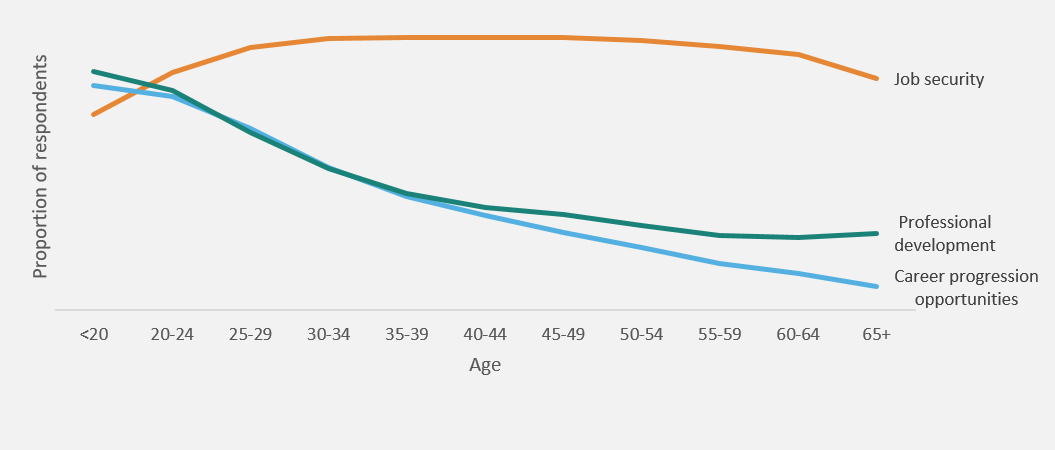 Proportion of respondents
Job security
Professional
development
Career progression
opportunities
<20 20-24 25-29 30-34 35-39 40-44 45-49 50-54 55-59 60-64 65+
Age